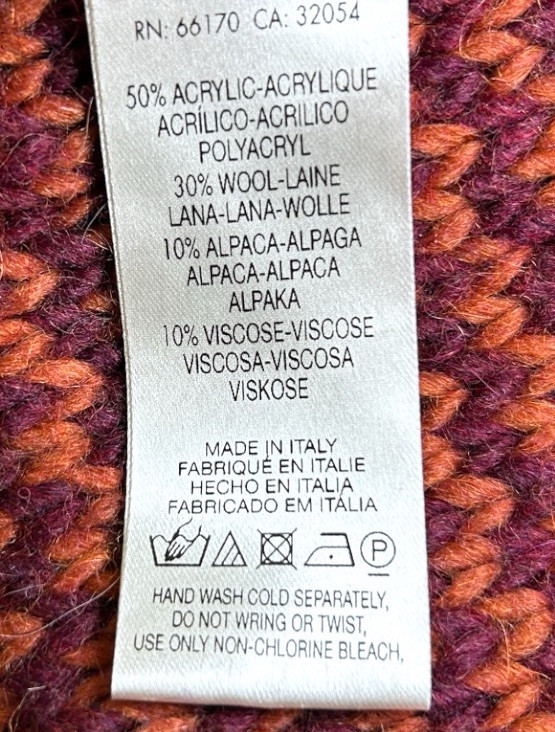 RN: 66170 CA: 32054
50% ACRYLIC-ACRYLIQUE
ACRÍLICO-ACRILICO
POLYACRYL
30% WOOL-LAINE
LANA-LANA-WOLLE
10% ALPACA-ALPAGA
ALPACA-ALPACA
ALPAKA
10% VISCOSE-VISCOSE
VISCOSA-VISCOSA
VISKOSE
MADE IN ITALY
FABRIQUÉ EN ITALIE
HECHO EN ITALIA
FABRICADO EM ITÁLIA
P
HAND WASH COLD SEPARATELY,
DO NOT WRING OR TWIST,
USE ONLY NON-CHLORINE BLEACH,